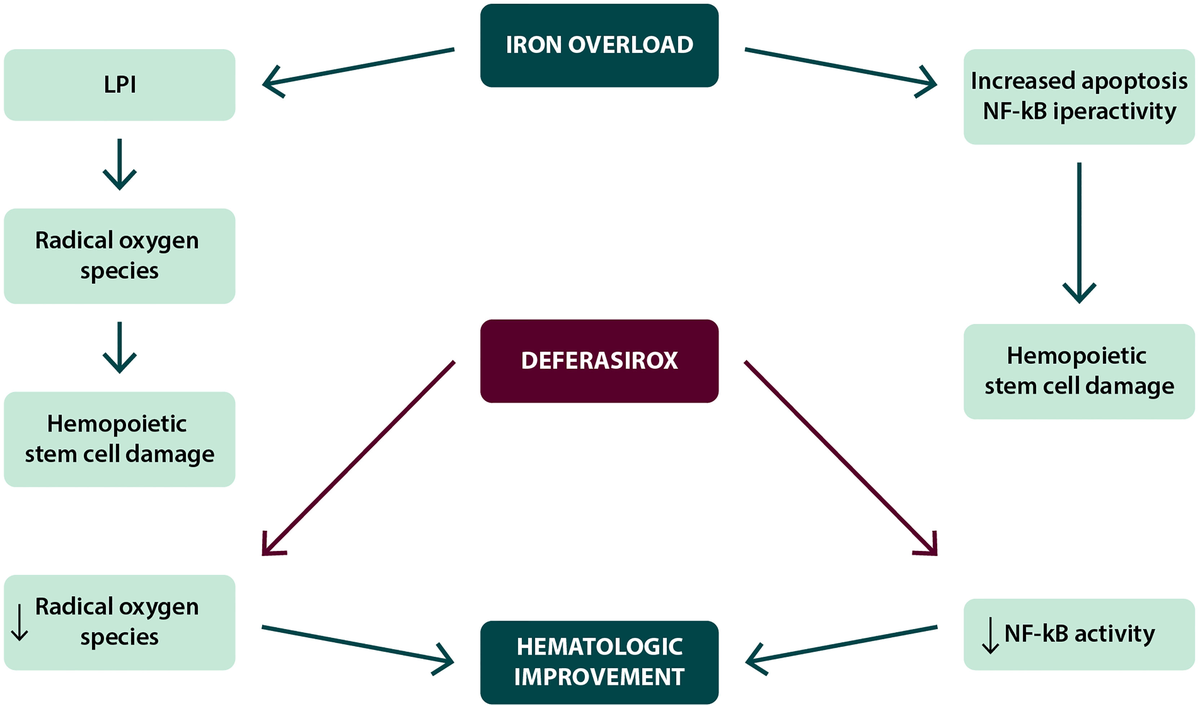 IRON OVERLOAD
LPI
Increased apoptosis
NF-kB iperactivity
Radical oxygen
species
DEFERASIROX
Hemopoietic
stem cell damage
Hemopoietic
stem cell damage
↓ Radical oxygen
species
↓ NF-kB activity
HEMATOLOGIC
IMPROVEMENT